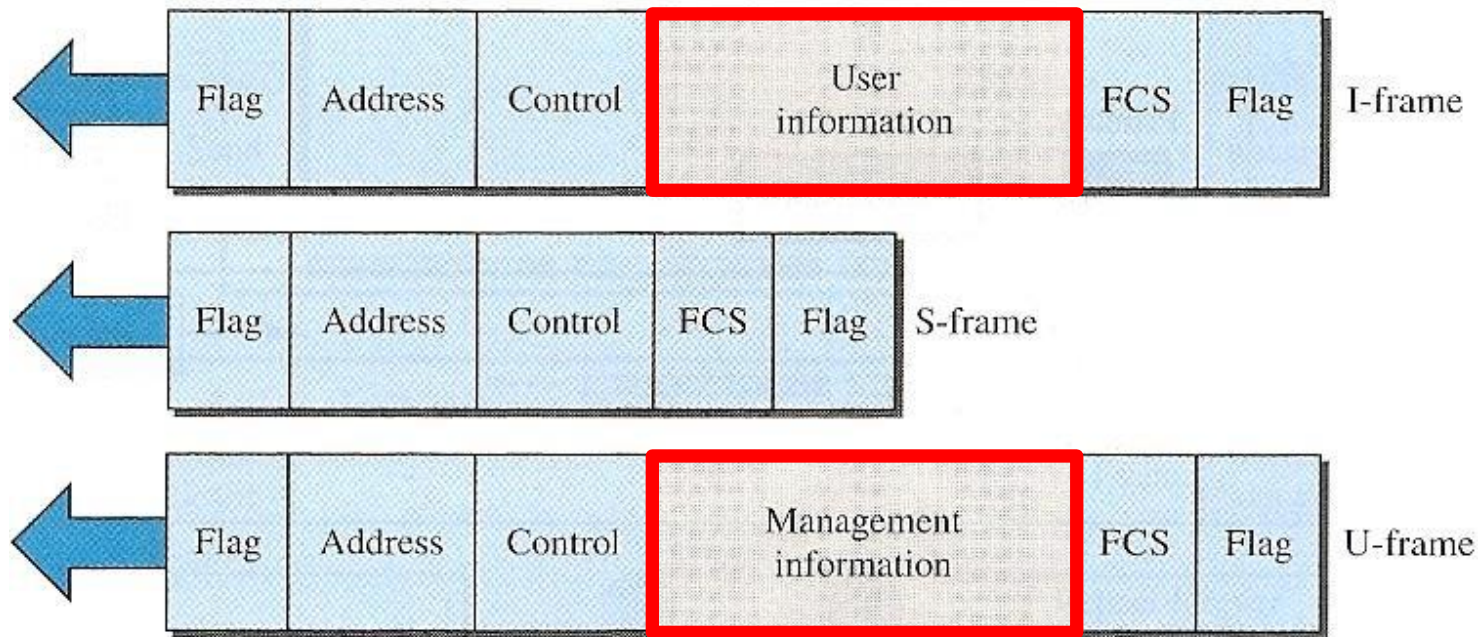 Flag Address Control User information FCS Flag I-frame
Flag Address Control FCS Flag S-frame
Flag Address Control Management information FCS Flag U-frame